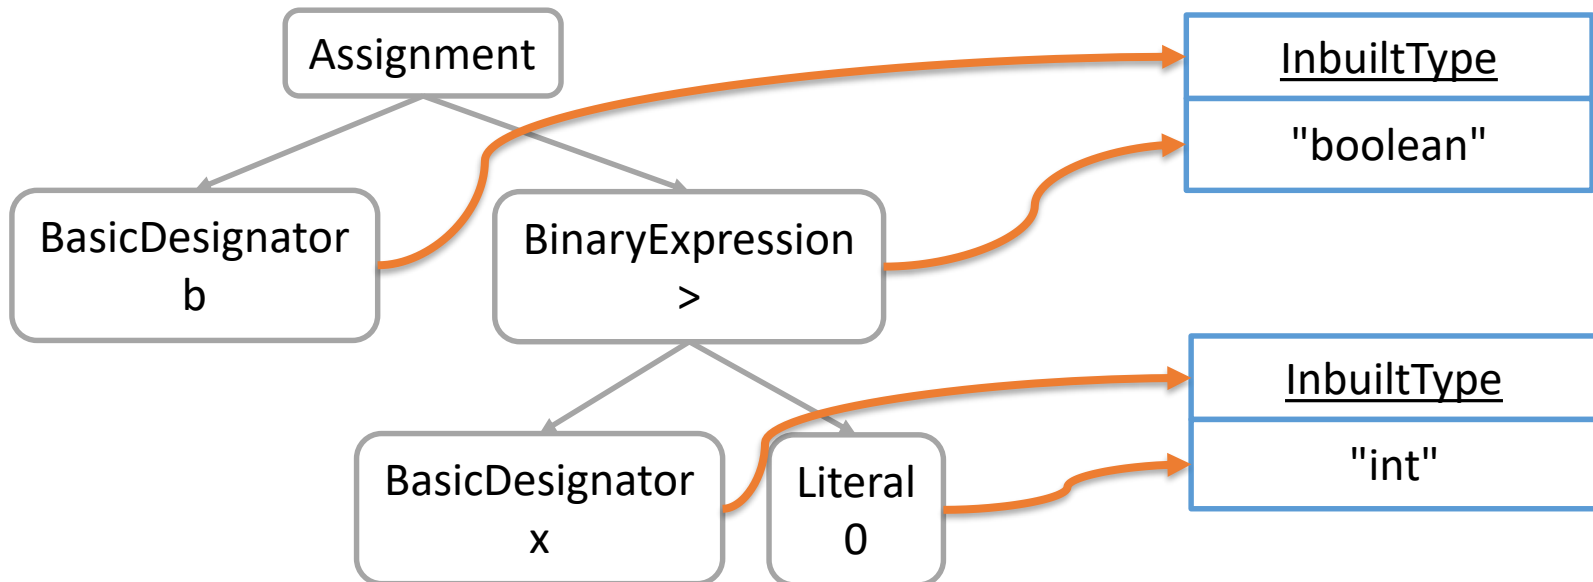 Assignment
InbuiltType
"boolean"
BasicDesignator
b
BinaryExpression
>
InbuiltType
"int"
BasicDesignator
x
Literal
0